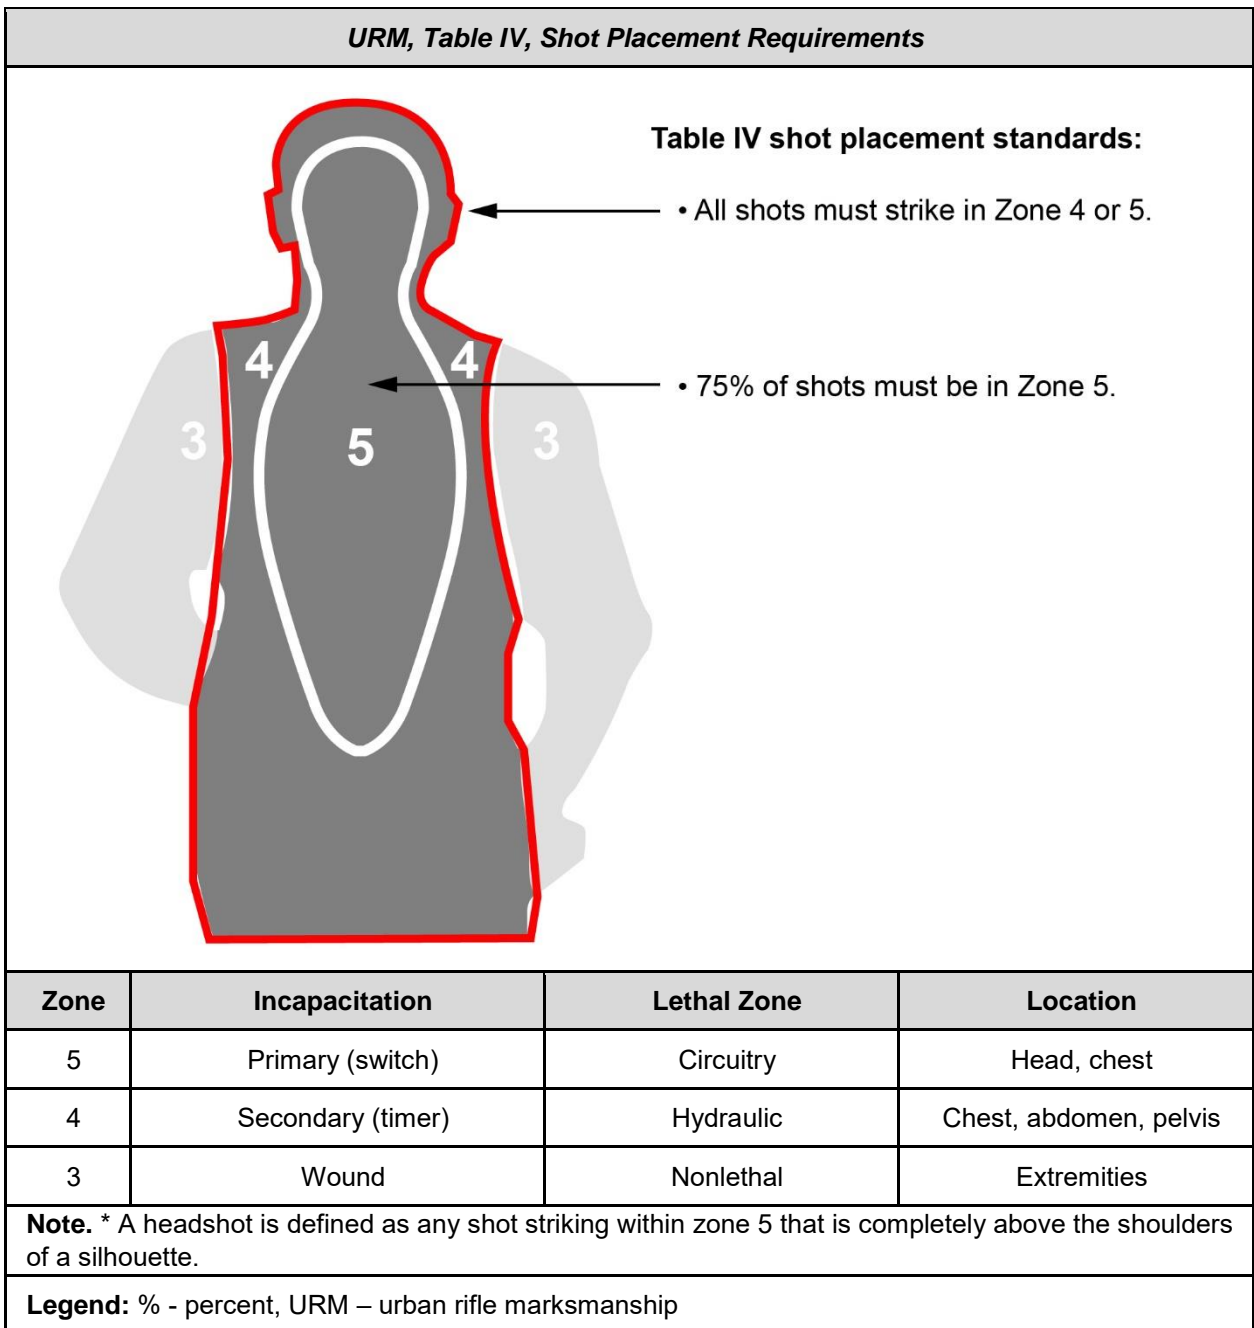 URM, Table IV, Shot Placement Requirements
Table IV shot placement standards:
• All shots must strike in Zone 4 or 5.
4 4
• 75% of shots must be in Zone 5.
3 5 3
Zone Incapacitation Lethal Zone Location
5 Primary (switch) Circuitry Head, chest
4 Secondary (timer) Hydraulic Chest, abdomen, pelvis
3 Wound Nonlethal Extremities
Note. * A headshot is defined as any shot striking within zone 5 that is completely above the shoulders
of a silhouette.
Legend: % - percent, URM – urban rifle marksmanship